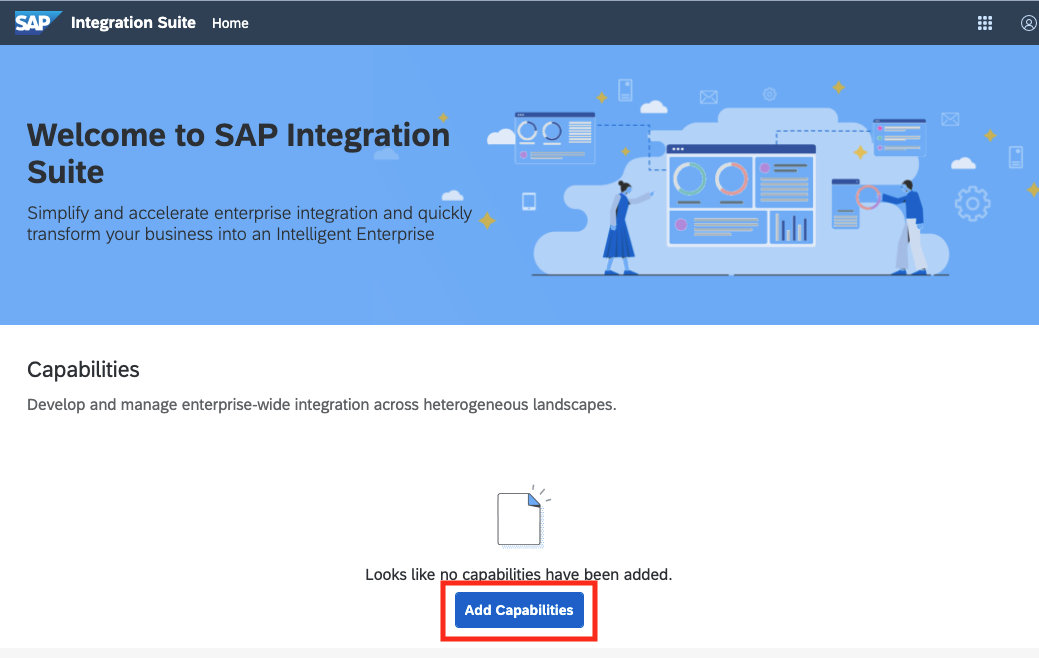 SAP Integration Suite Home
Welcome to SAP Integration
Suite
Simplify and accelerate enterprise integration and quickly
transform your business into an Intelligent Enterprise
Capabilities
Develop and manage enterprise-wide integration across heterogeneous landscapes.
Looks like no capabilities have been added.
Add Capabilities